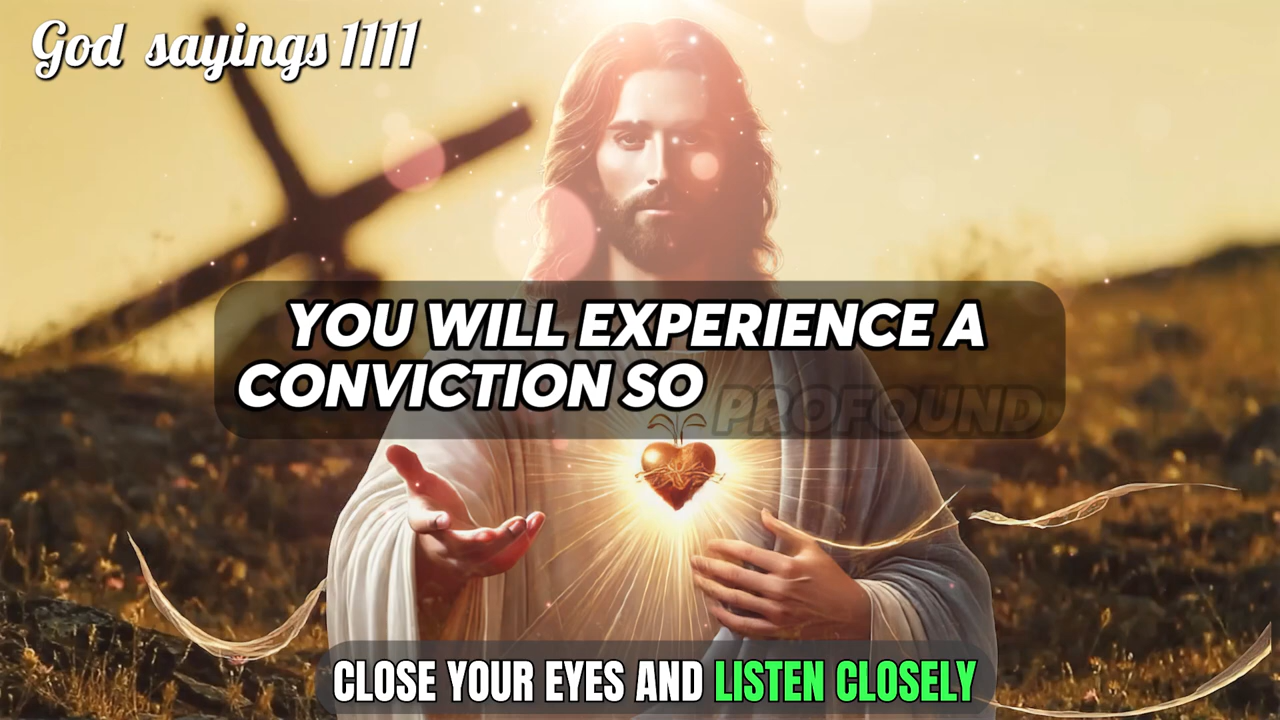 God sayings 1111
YOU WILL EXPERIENCE A
CONVICTION SO PROFOUND
CLOSE YOUR EYES AND LISTEN CLOSELY